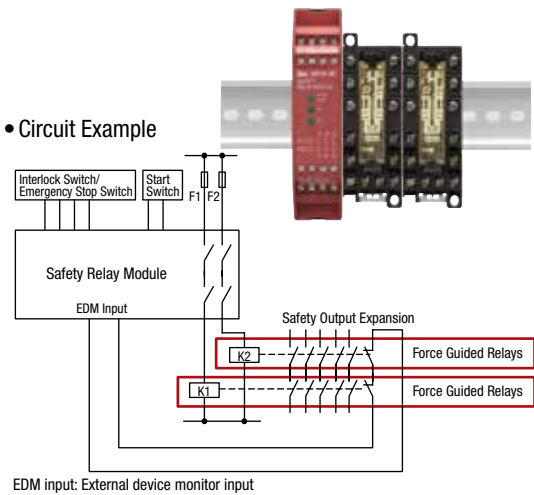 • Circuit Example
Interlock Switch/
Emergency Stop Switch
Start
Switch
F1 F2
Safety Relay Module
EDM Input
Safety Output Expansion
K2
Force Guided Relays
K1
Force Guided Relays
EDM input: External device monitor input